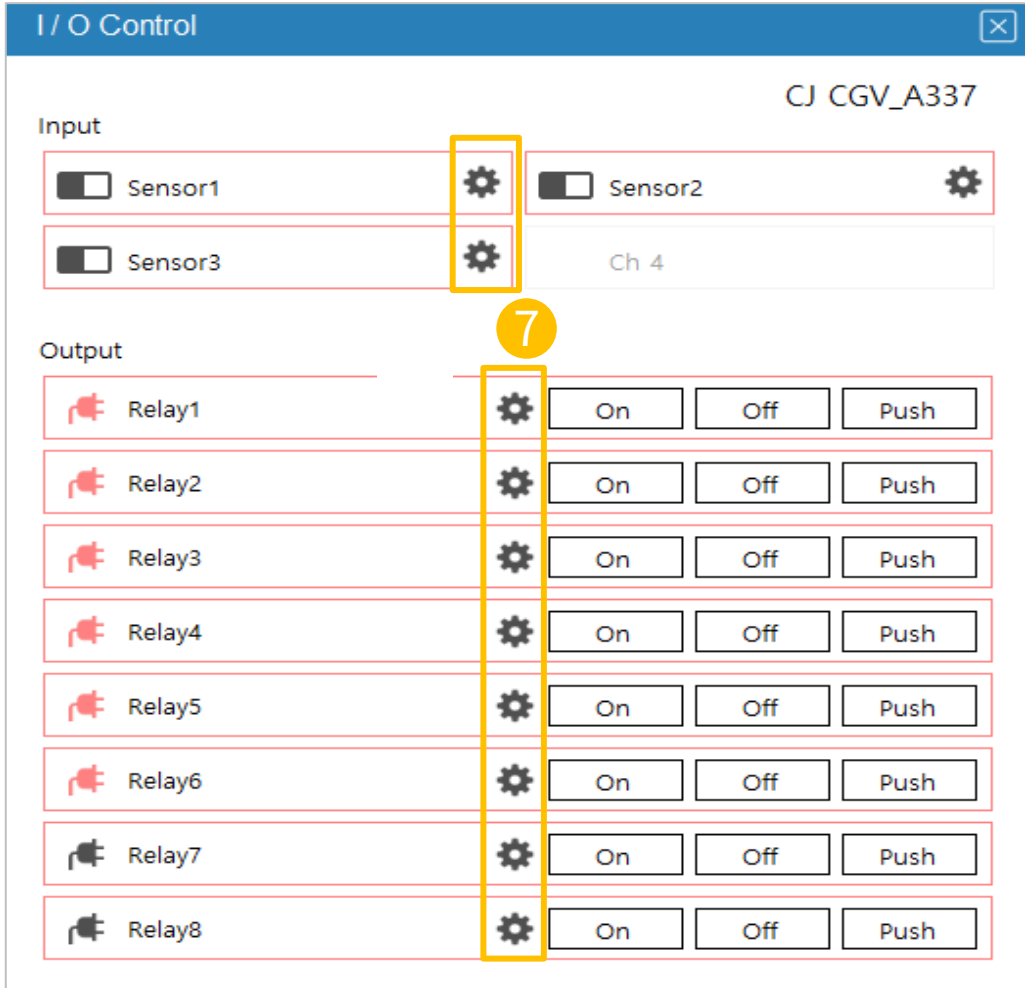 I / O Control
CJ CGV_A337
Input
Sensor1
Sensor2
Sensor3
Ch 4
7
Output
Relay1 On Off Push
Relay2 On Off Push
Relay3 On Off Push
Relay4 On Off Push
Relay5 On Off Push
Relay6 On Off Push
Relay7 On Off Push
Relay8 On Off Push